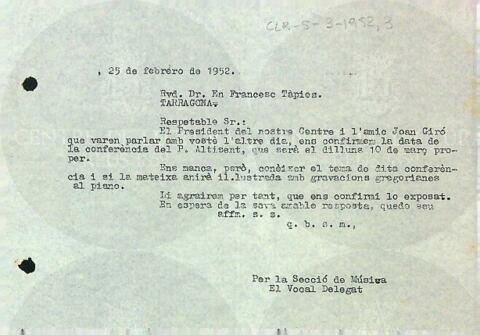 CLR-5-3-1952,3
, 25 de febrero de 1952.
Rvd. Dr. En Francesc Tàpies.
TARRAGONA.
Respetable Sr.:
El President del nostre Centre i l'amic Joan Giró
que varen parlar amb vostè l'altre dia, ens confirmem la data de
la conferència del P. Altisent, que serà el dilluns 10 de març pro-
per.
Ens manca, però, conèixer el tema de dita conferèn-
cia i si la mateixa anirà il.lustrada amb gravacions gregorianes
al piano.
Li agrairem per tant, que ens confirmi lo exposat.
En espera de la seva amable resposta, quedo seu
affm. s. s.
q. b. s. m.,
Per la Secció de Música
El Vocal Delegat